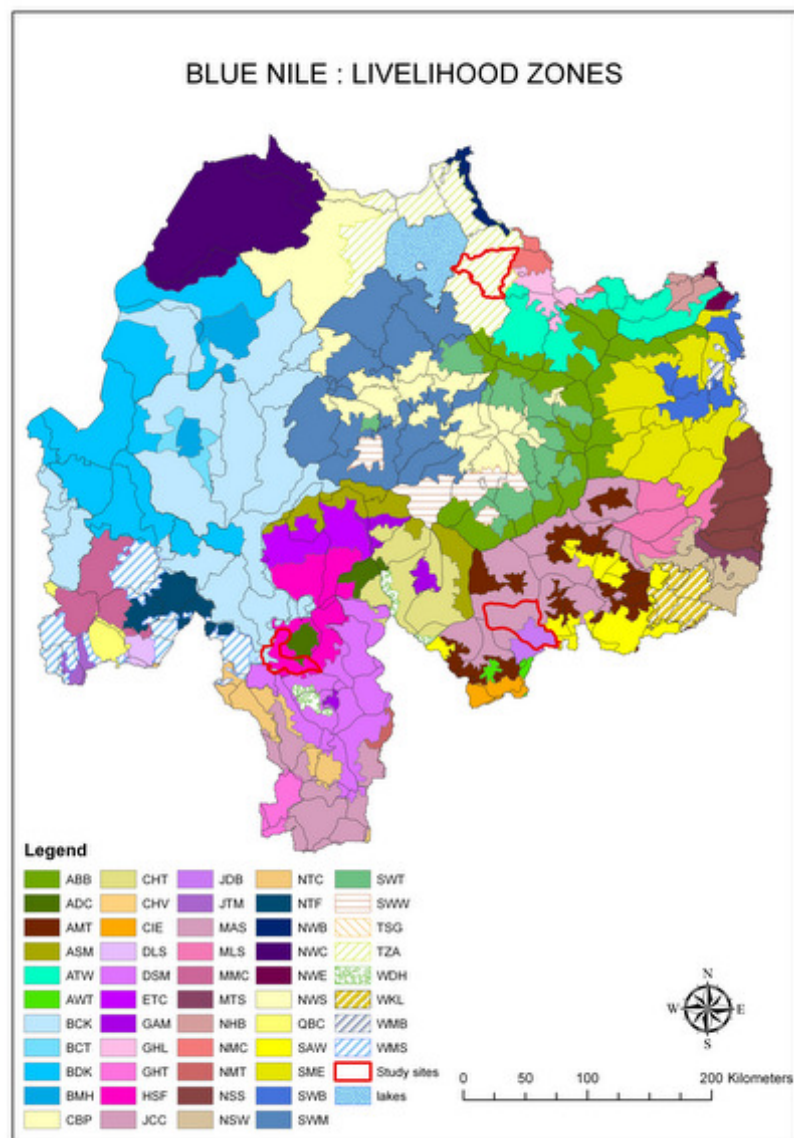 BLUE NILE : LIVELIHOOD ZONES
Legend
ABB CHT JDB NTC SWT
ADC CHV JTM NTF SWW
AMT CIE MAS NWB TSG
ASM DLS MLS NWC TZA
ATW DSM MMC NWE WDH
AWT ETC MTS NWS WKL
BCK GAM NHB QBC WMB
BCT GHL NMC SAW WMS
BDK GHT NMT SME Study sites
BMH HSF NSS SWB lakes
CBP JCC NSW SWM
N
W E
S
0 50 100 200 Kilometers